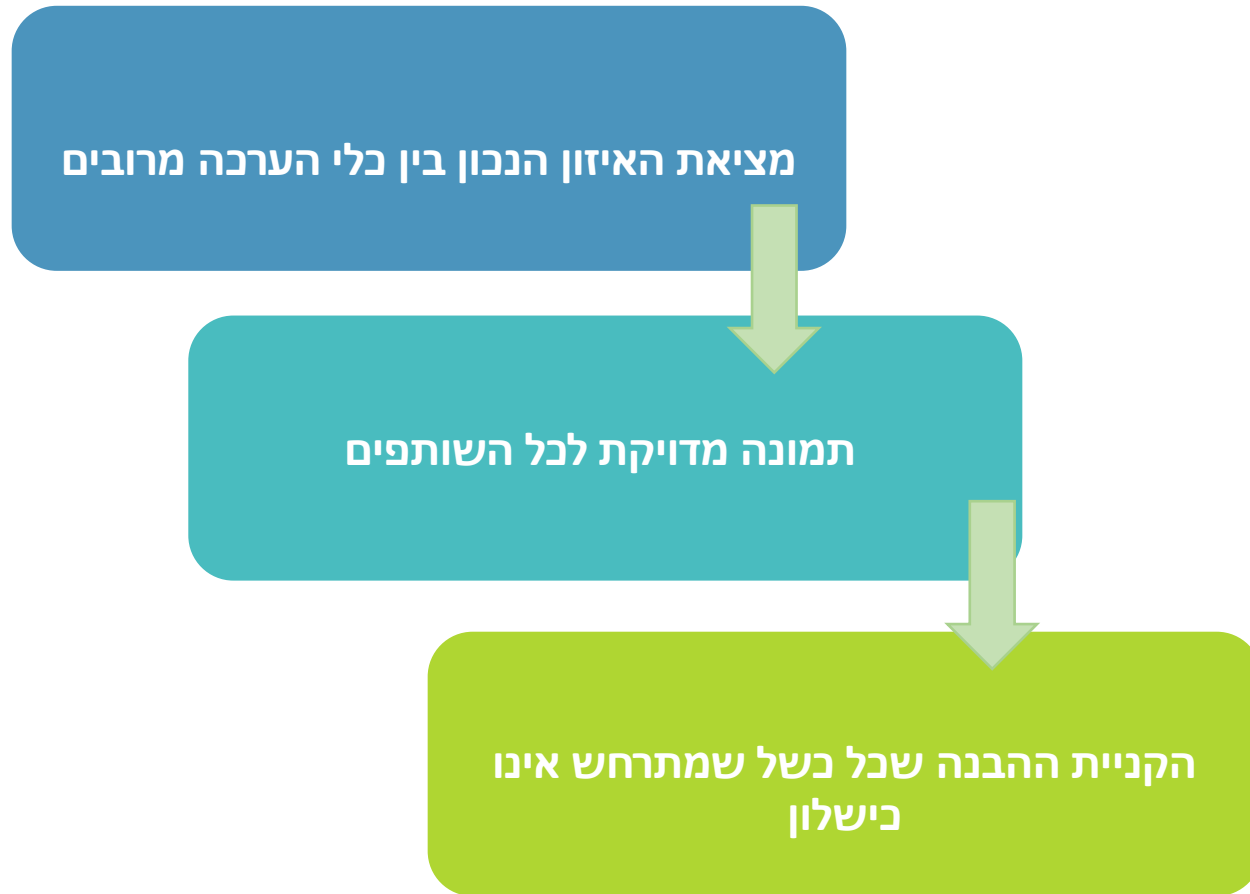 מציאת האיזון הנכון בין כלי הערכה מרובים
תמונה מדויקת לכל השותפים
הקניית ההבנה שכל כשל שמתרחש אינו
כישלון